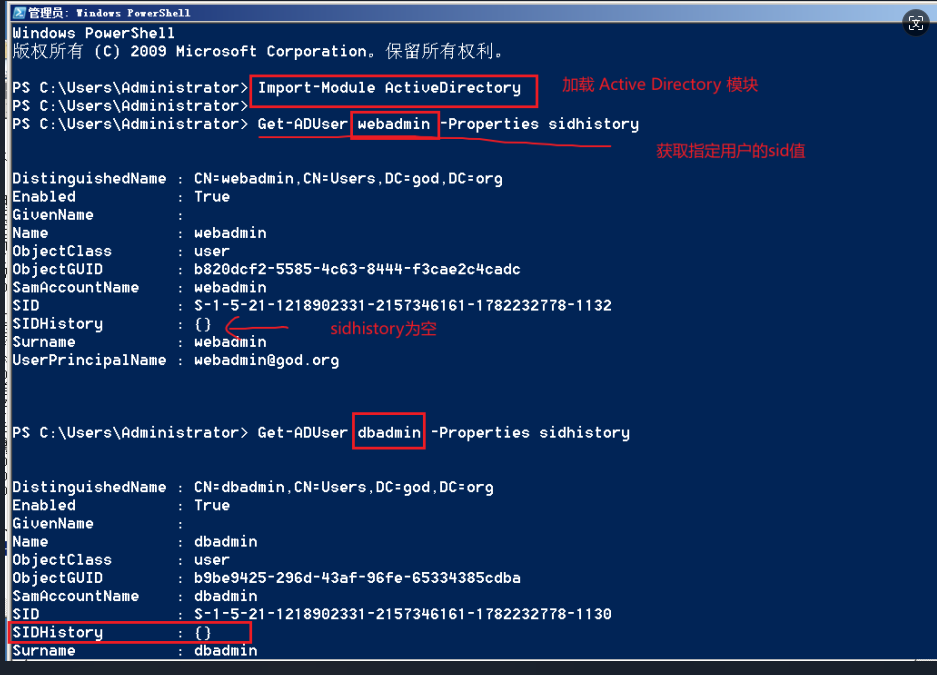 管理员: Windows PowerShell
Windows PowerShell
版权所有 (C) 2009 Microsoft Corporation。保留所有权利。
PS C:\Users\Administrator> Import-Module ActiveDirectory
加载 Active Directory 模块
PS C:\Users\Administrator>
PS C:\Users\Administrator> Get-ADUser webadmin -Properties sidhistory
获取指定用户的sid值
DistinguishedName : CN=webadmin,CN=Users,DC=god,DC=org
Enabled : True
GivenName :
Name : webadmin
ObjectClass : user
ObjectGUID : b820dcf2-5585-4c63-8444-f3cae2c4cadc
SamAccountName : webadmin
SID : S-1-5-21-1218902331-2157346161-1782232778-1132
SIDHistory : {}
sidhistory为空
Surname : webadmin
UserPrincipalName : webadmin@god.org
PS C:\Users\Administrator> Get-ADUser dbadmin -Properties sidhistory
DistinguishedName : CN=dbadmin,CN=Users,DC=god,DC=org
Enabled : True
GivenName :
Name : dbadmin
ObjectClass : user
ObjectGUID : b9be9425-296d-43af-96fe-65334385cdba
SamAccountName : dbadmin
SID : S-1-5-21-1218902331-2157346161-1782232778-1130
SIDHistory : {}
Surname : dbadmin